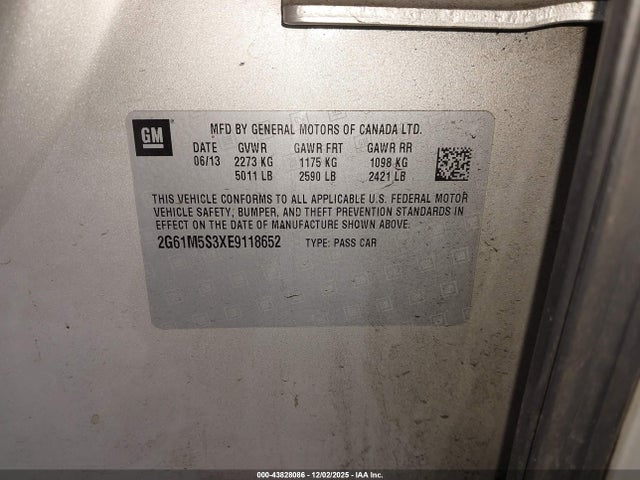 GM
MFD BY GENERAL MOTORS OF CANADA LTD.
DATE GVWR GAWR FRT GAWR RR
06/13 2273 KG 1175 KG 1098 KG
5011 LB 2590 LB 2421 LB
THIS VEHICLE CONFORMS TO ALL APPLICABLE U.S. FEDERAL MOTOR
VEHICLE SAFETY, BUMPER, AND THEFT PREVENTION STANDARDS IN
EFFECT ON THE DATE OF MANUFACTURE SHOWN ABOVE:
2G61M5S3XE9118652 TYPE: PASS CAR
000-43828086 - 12/02/2025 - IAA Inc.